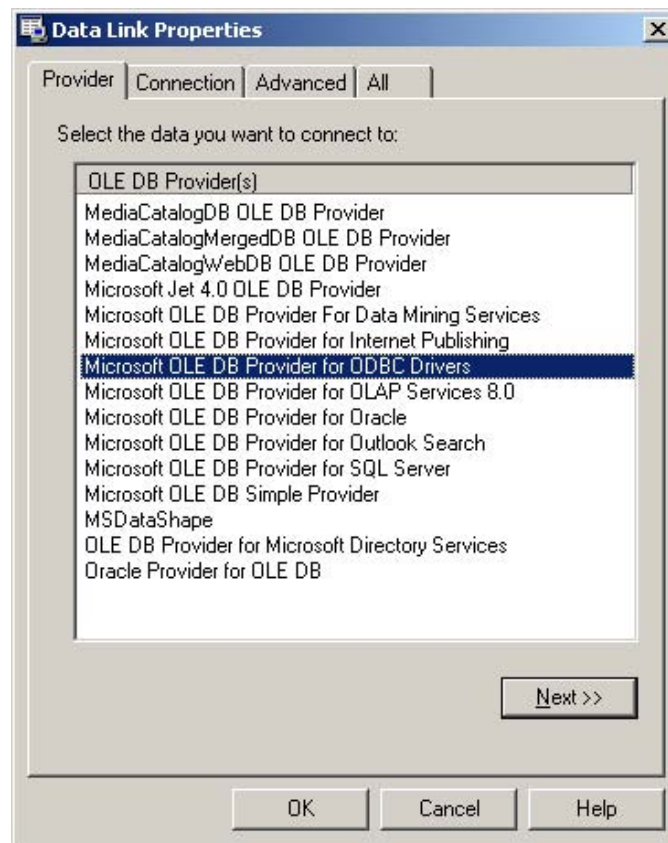 Data Link Properties
Provider Connection Advanced All
Select the data you want to connect to:
OLE DB Provider(s)
MediaCatalogDB OLE DB Provider
MediaCatalogMergedDB OLE DB Provider
MediaCatalogWebDB OLE DB Provider
Microsoft Jet 4.0 OLE DB Provider
Microsoft OLE DB Provider For Data Mining Services
Microsoft OLE DB Provider for Internet Publishing
Microsoft OLE DB Provider for ODBC Drivers
Microsoft OLE DB Provider for OLAP Services 8.0
Microsoft OLE DB Provider for Oracle
Microsoft OLE DB Provider for Outlook Search
Microsoft OLE DB Provider for SQL Server
Microsoft OLE DB Simple Provider
MSDataShape
OLE DB Provider for Microsoft Directory Services
Oracle Provider for OLE DB
Next >>
OK Cancel Help